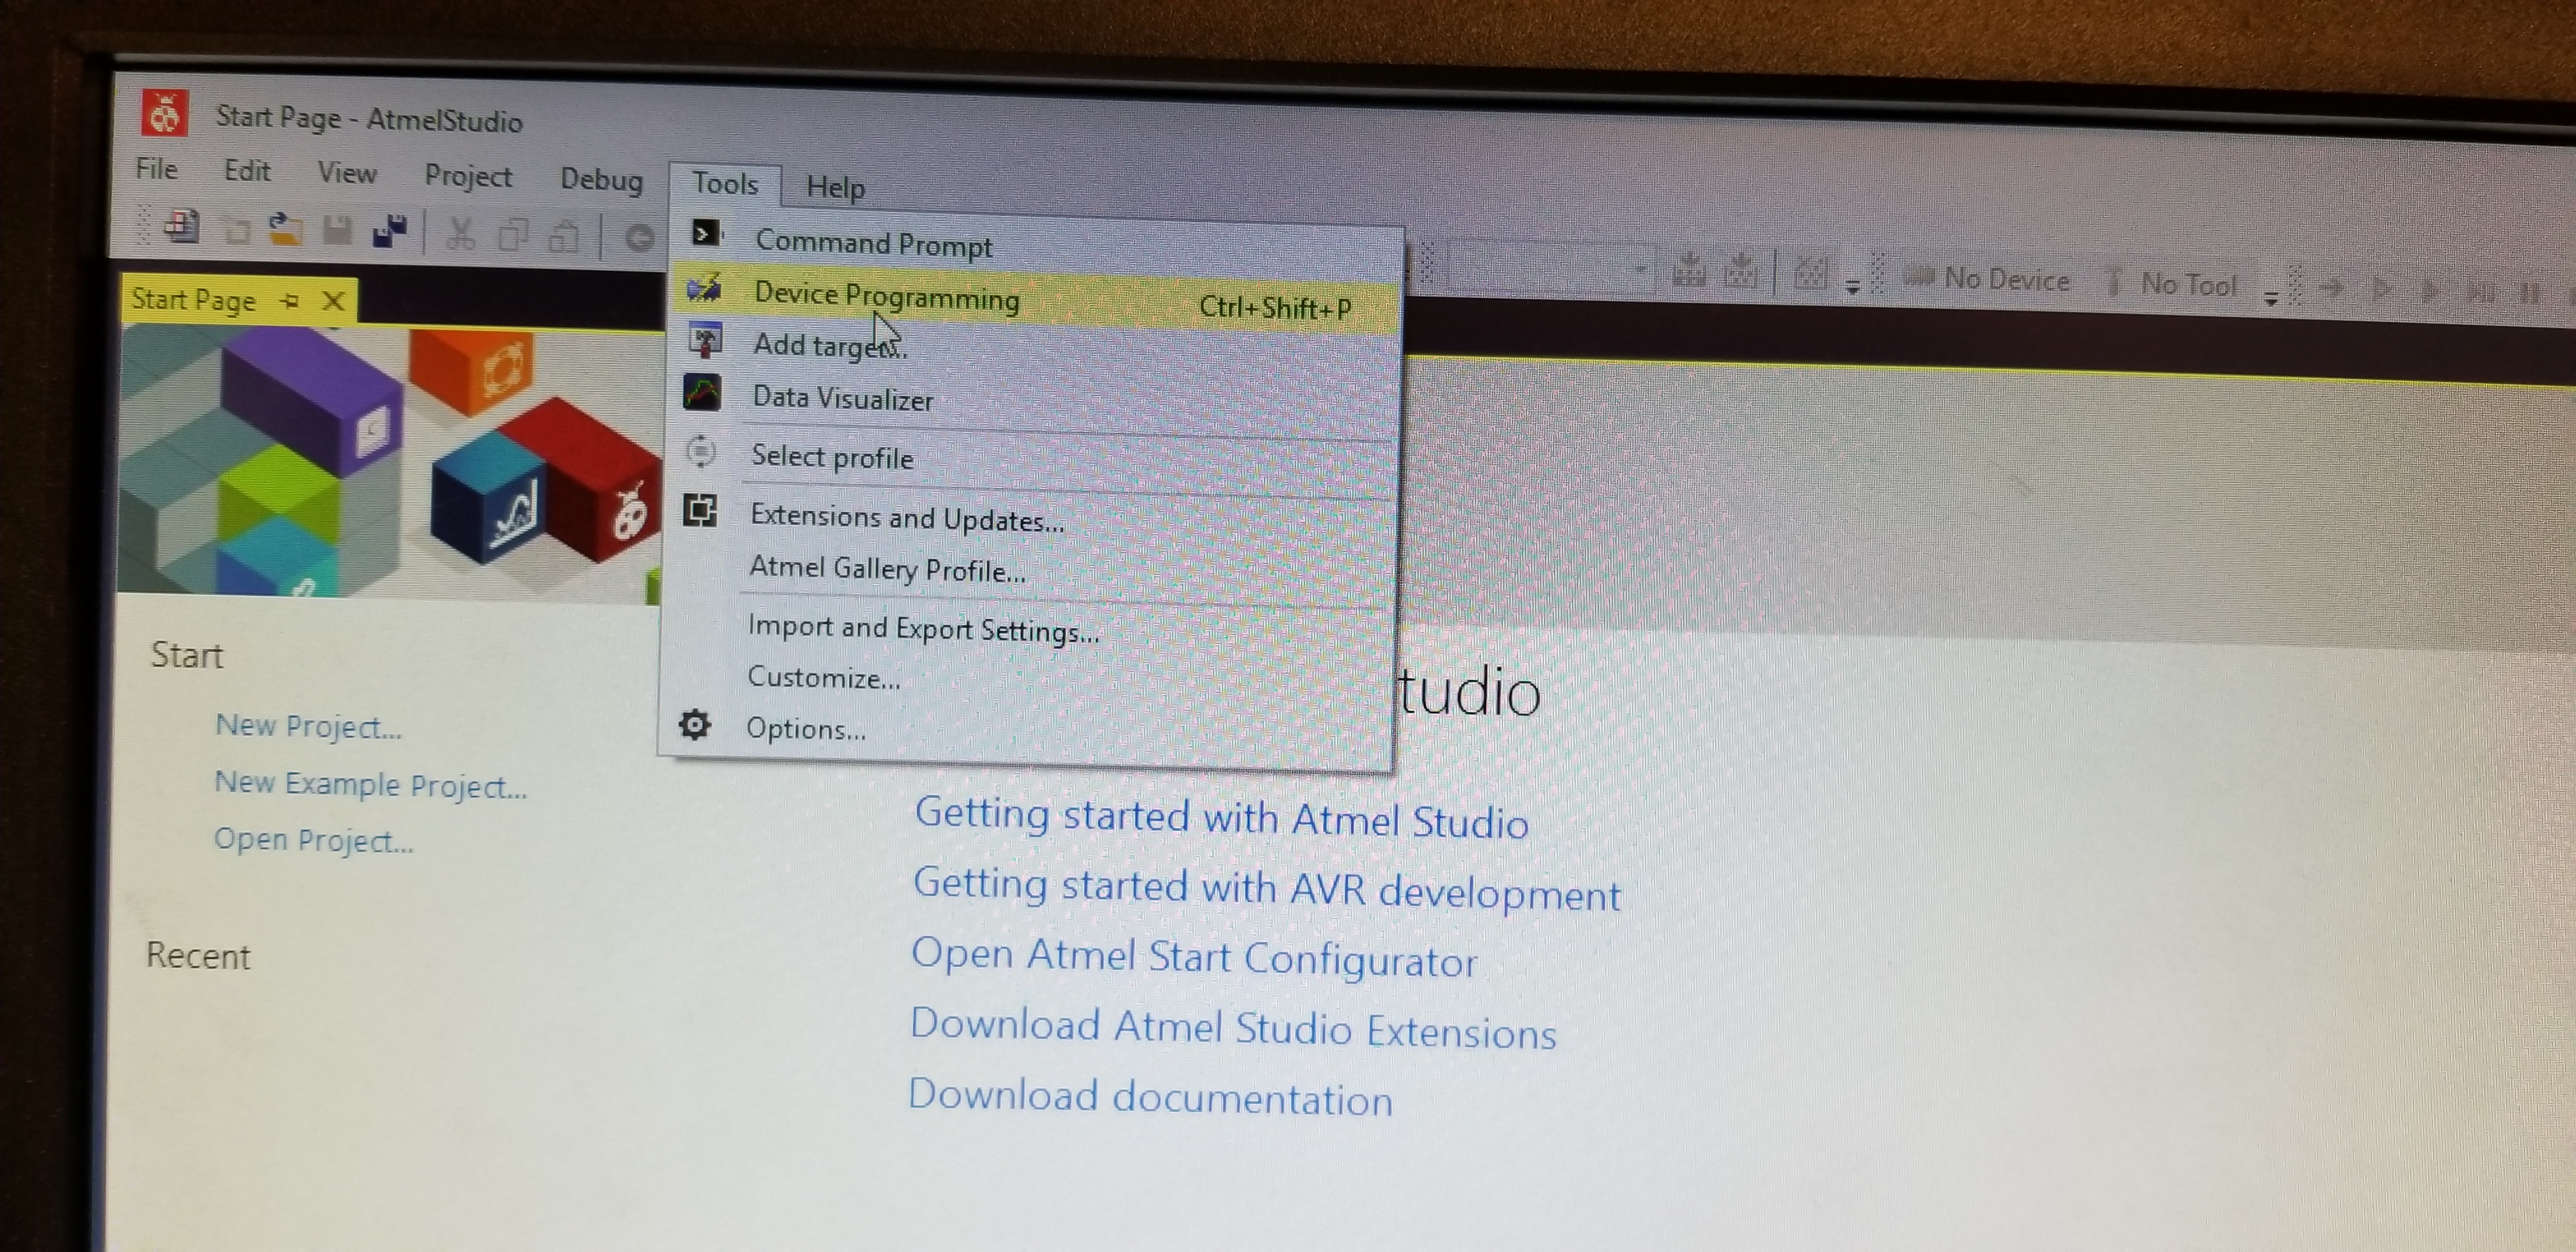 Start Page - AtmelStudio
File Edit View Project Debug Tools Help
No Device No Tool
Start Page
Command Prompt
Device Programming Ctrl+Shift+P
Add target...
Data Visualizer
Select profile
Extensions and Updates...
Atmel Gallery Profile...
Import and Export Settings...
Customize...
Options...
Start
New Project...
New Example Project...
Open Project...
Recent
tudio
Getting started with Atmel Studio
Getting started with AVR development
Open Atmel Start Configurator
Download Atmel Studio Extensions
Download documentation